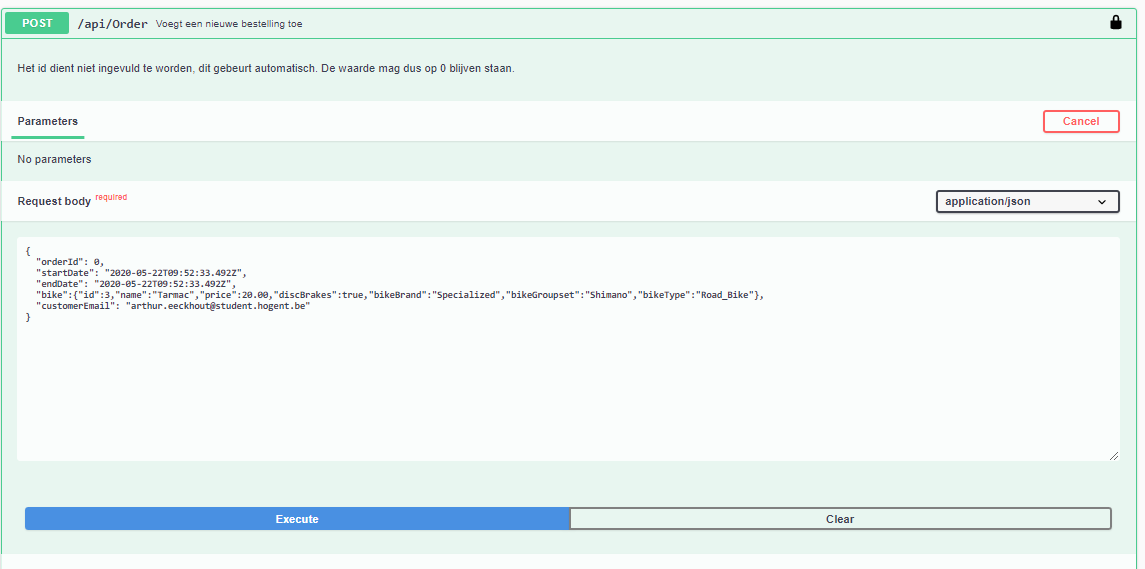 POST /api/Order Voegt een nieuwe bestelling toe
Het id dient niet ingevuld te worden, dit gebeurt automatisch. De waarde mag dus op 0 blijven staan.
Parameters
Cancel
No parameters
Request body required
application/json
{
"orderId": 0,
"startDate": "2020-05-22T09:52:33.492Z",
"endDate": "2020-05-22T09:52:33.492Z",
"bike":{"id":3,"name":"Tarmac","price":20.00,"discBrakes":true,"bikeBrand":"Specialized","bikeGroupset":"Shimano","bikeType":"Road_Bike"},
"customerEmail": "arthur.eeckhout@student.hogent.be"
}
Execute
Clear